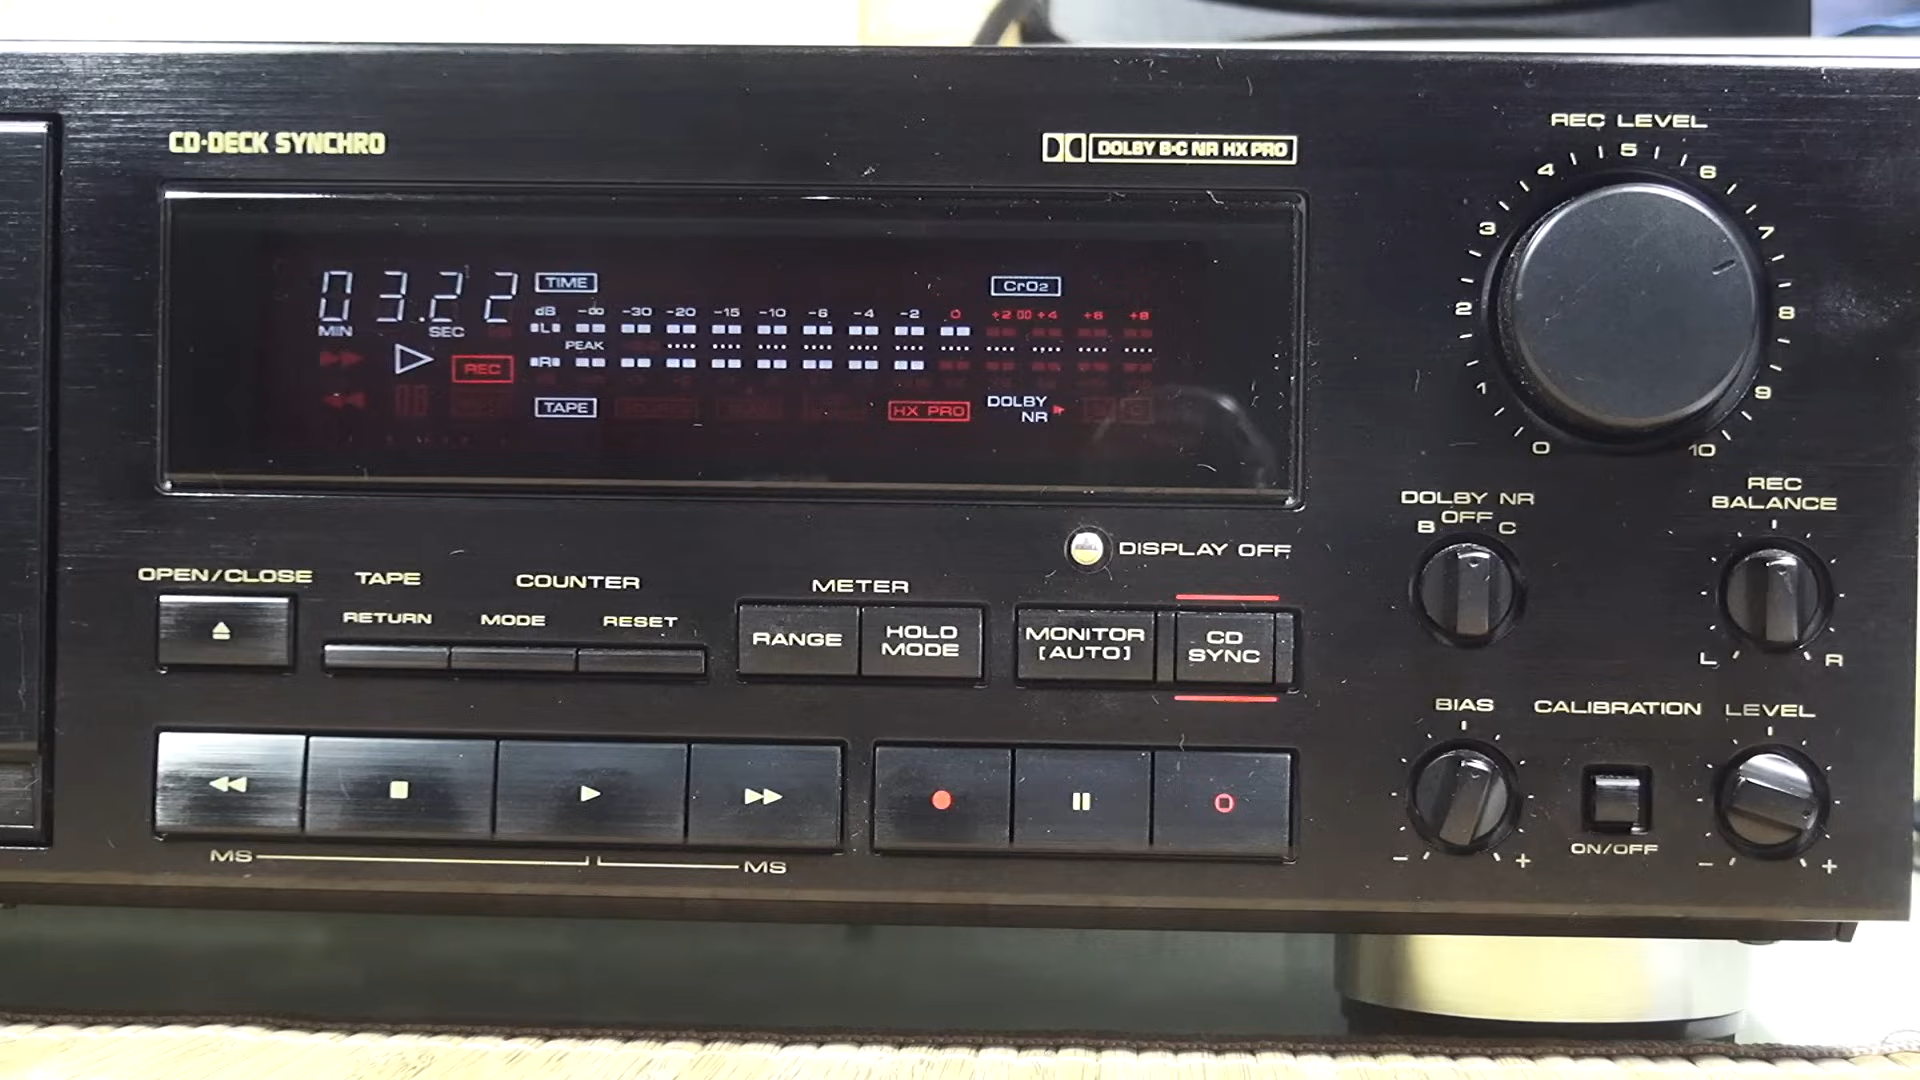 CD·DECK SYNCHRO
DOLBY B·C NR HX PRO
REC LEVEL
0 1 2 3 4 5 6 7 8 9 10
03.22
MIN SEC
TIME
CrO2
dB -∞ -30 -20 -15 -10 -6 -4 -2 0 +2 +4 +6 +8
L
PEAK
R
REC
TAPE
HX PRO
DOLBY
NR
DOLBY NR
B OFF C
REC
BALANCE
L R
DISPLAY OFF
OPEN/CLOSE
TAPE
RETURN
COUNTER
MODE RESET
METER
RANGE
HOLD
MODE
MONITOR
[AUTO]
CD
SYNC
BIAS CALIBRATION LEVEL
- + ON/OFF - +
MS MS